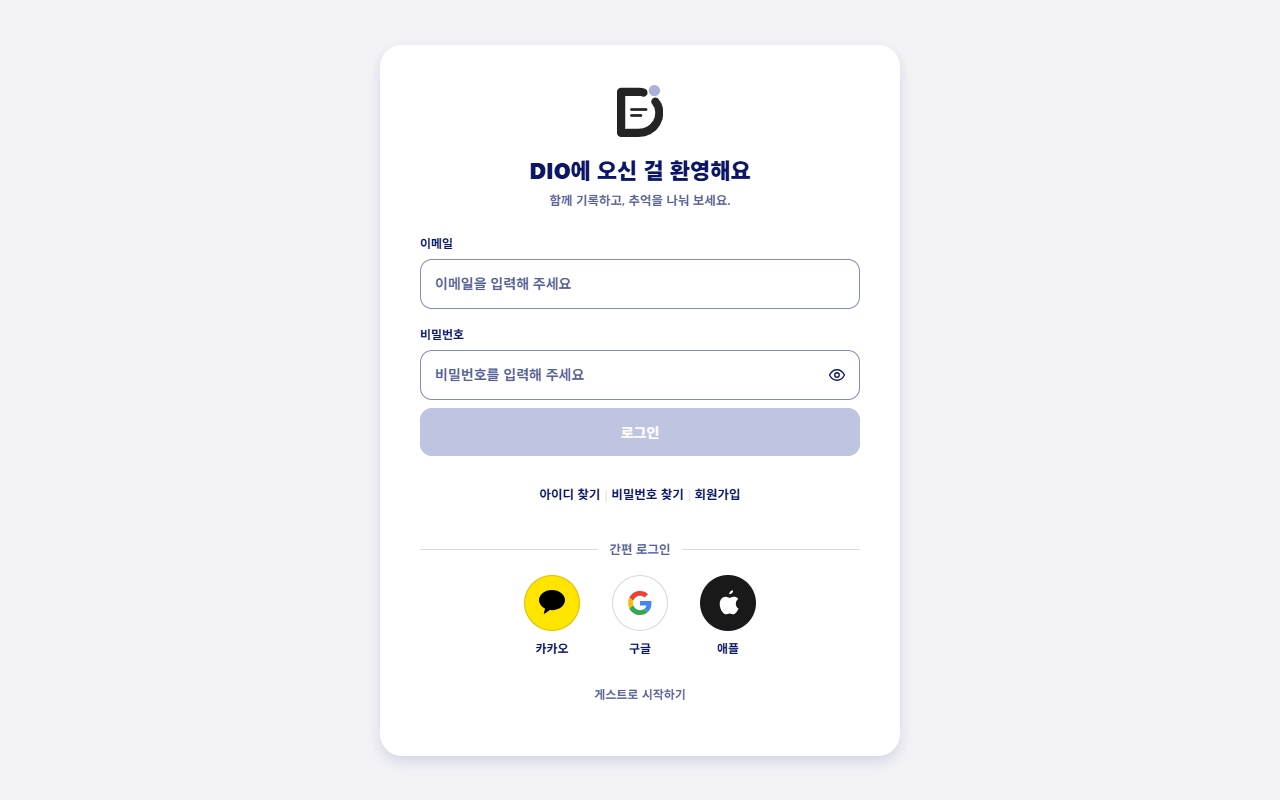 DIO에 오신 걸 환영해요
함께 기록하고, 추억을 나눠 보세요.
이메일
이메일을 입력해 주세요
비밀번호
비밀번호를 입력해 주세요
로그인
아이디 찾기 | 비밀번호 찾기 | 회원가입
간편 로그인
카카오 구글 애플
게스트로 시작하기